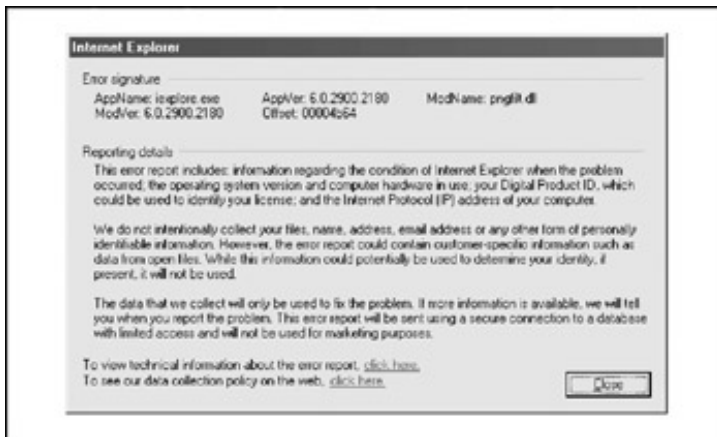 Internet Explorer
Error signature
AppName: iexplore.exe AppVer: 6.0.2900.2180 ModName: pngfilt.dll
ModVer: 6.0.2900.2180 Offset: 00004b64
Reporting details
This error report includes: information regarding the condition of Internet Explorer when the problem
occurred; the operating system version and computer hardware in use; your Digital Product ID, which
could be used to identify your license; and the Internet Protocol (IP) address of your computer.
We do not intentionally collect your files, name, address, email address or any other form of personally
identifiable information. However, the error report could contain customer-specific information such as
data from open files. While this information could potentially be used to determine your identity, if
present, it will not be used.
The data that we collect will only be used to fix the problem. If more information is available, we will tell
you when you report the problem. This error report will be sent using a secure connection to a database
with limited access and will not be used for marketing purposes.
To view technical information about the error report, click here.
To see our data collection policy on the web, click here.
Close